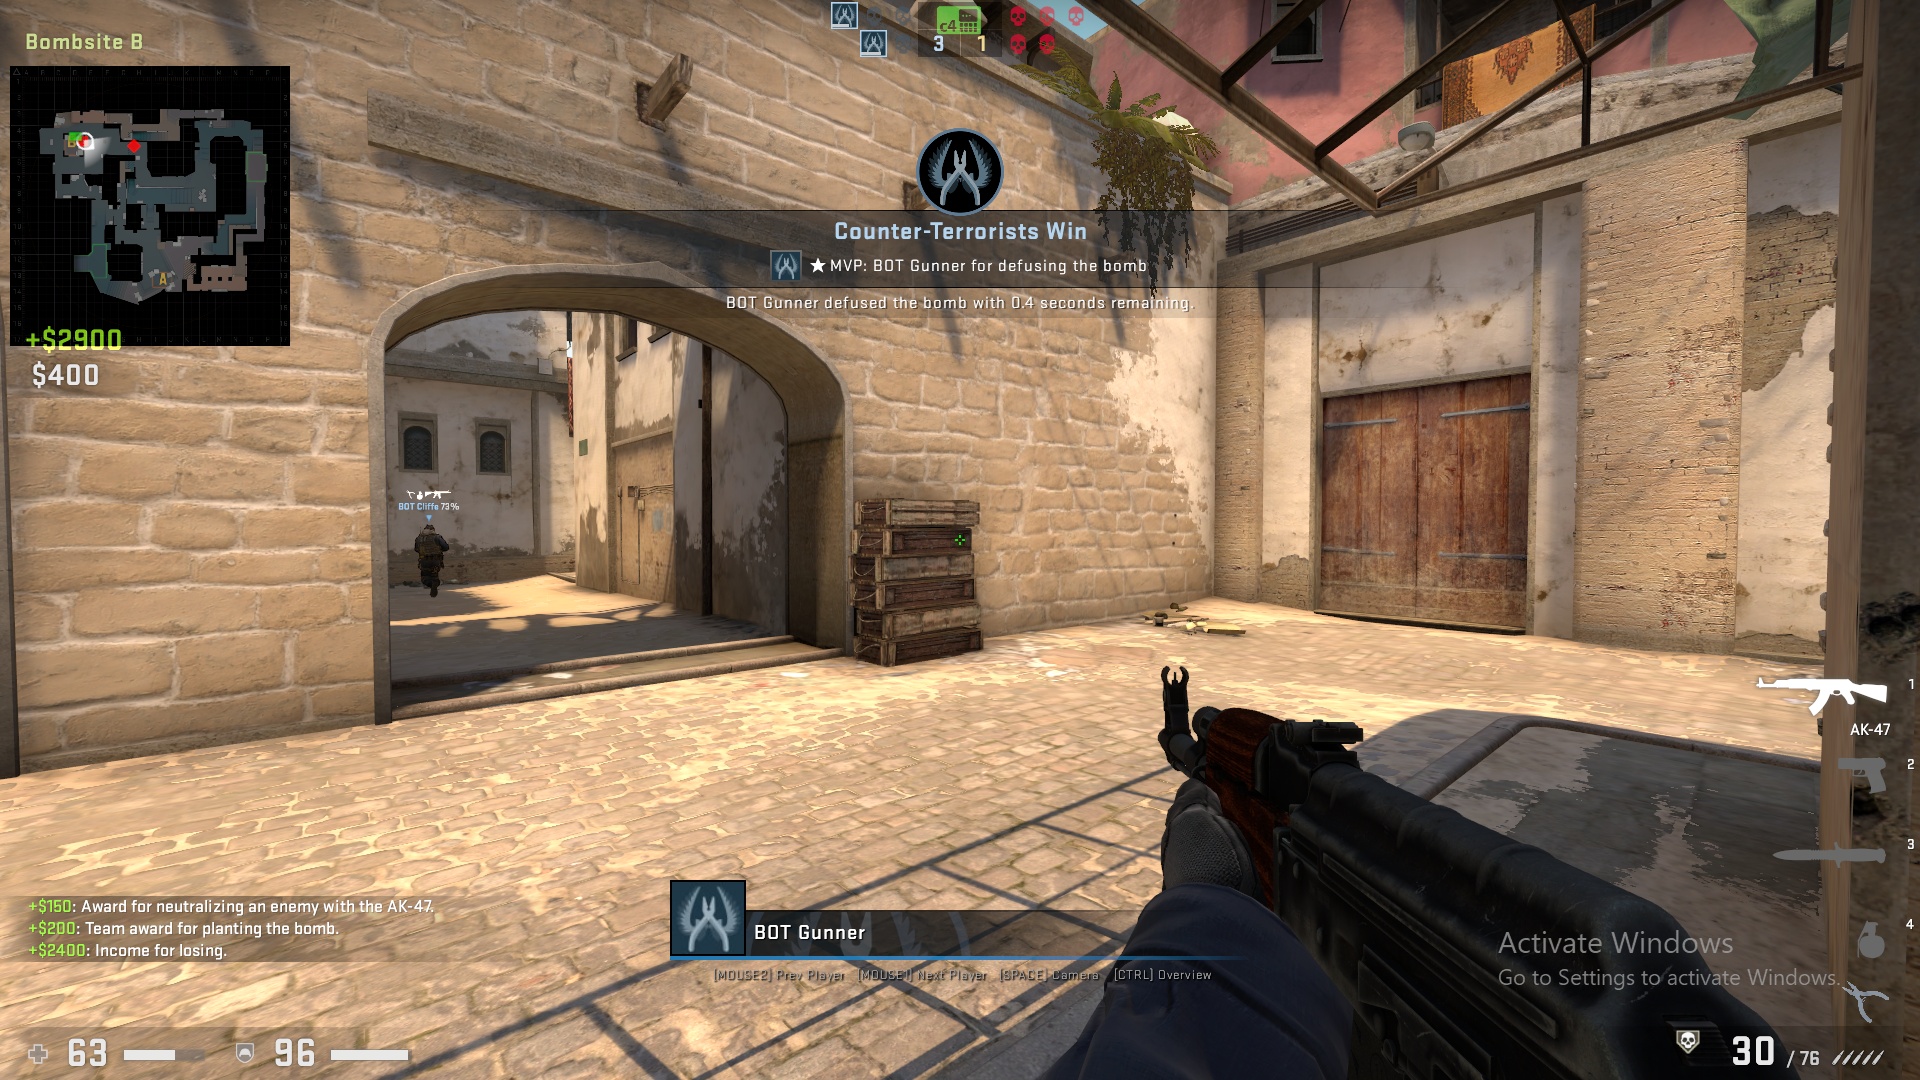 Bombsite B
c4
3 1
B
A
+$2900
$400
Counter-Terrorists Win
★ MVP: BOT Gunner for defusing the bomb
BOT Gunner defused the bomb with 0.4 seconds remaining.
BOT Cliffe 73%
1
AK-47
2
3
4
+$150: Award for neutralizing an enemy with the AK-47.
+$200: Team award for planting the bomb.
+$2400: Income for losing.
BOT Gunner
[MOUSE2] Prev Player [MOUSE1] Next Player [SPACE] Camera [CTRL] Overview
Activate Windows
Go to Settings to activate Windows.
63 96
30 / 76